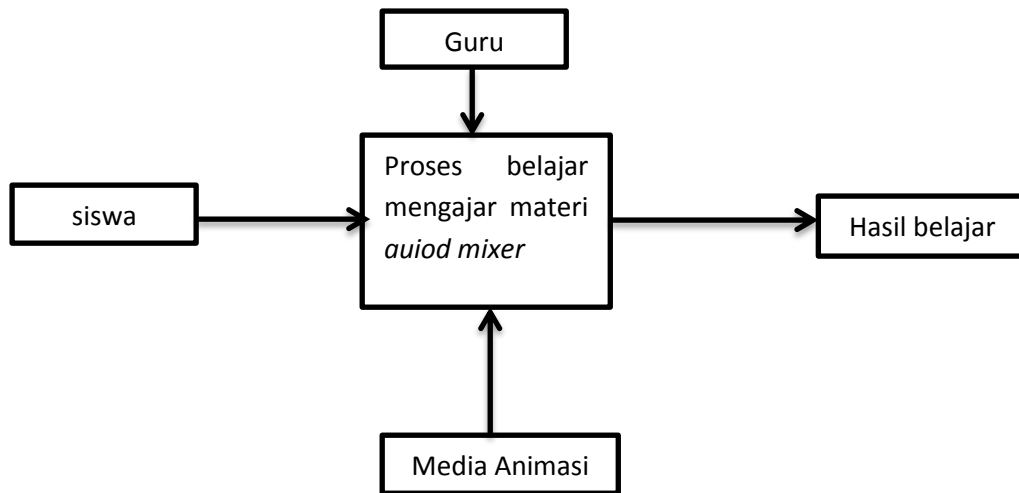 Guru
Proses belajar
mengajar materi
auiod mixer
siswa
Hasil belajar
Media Animasi